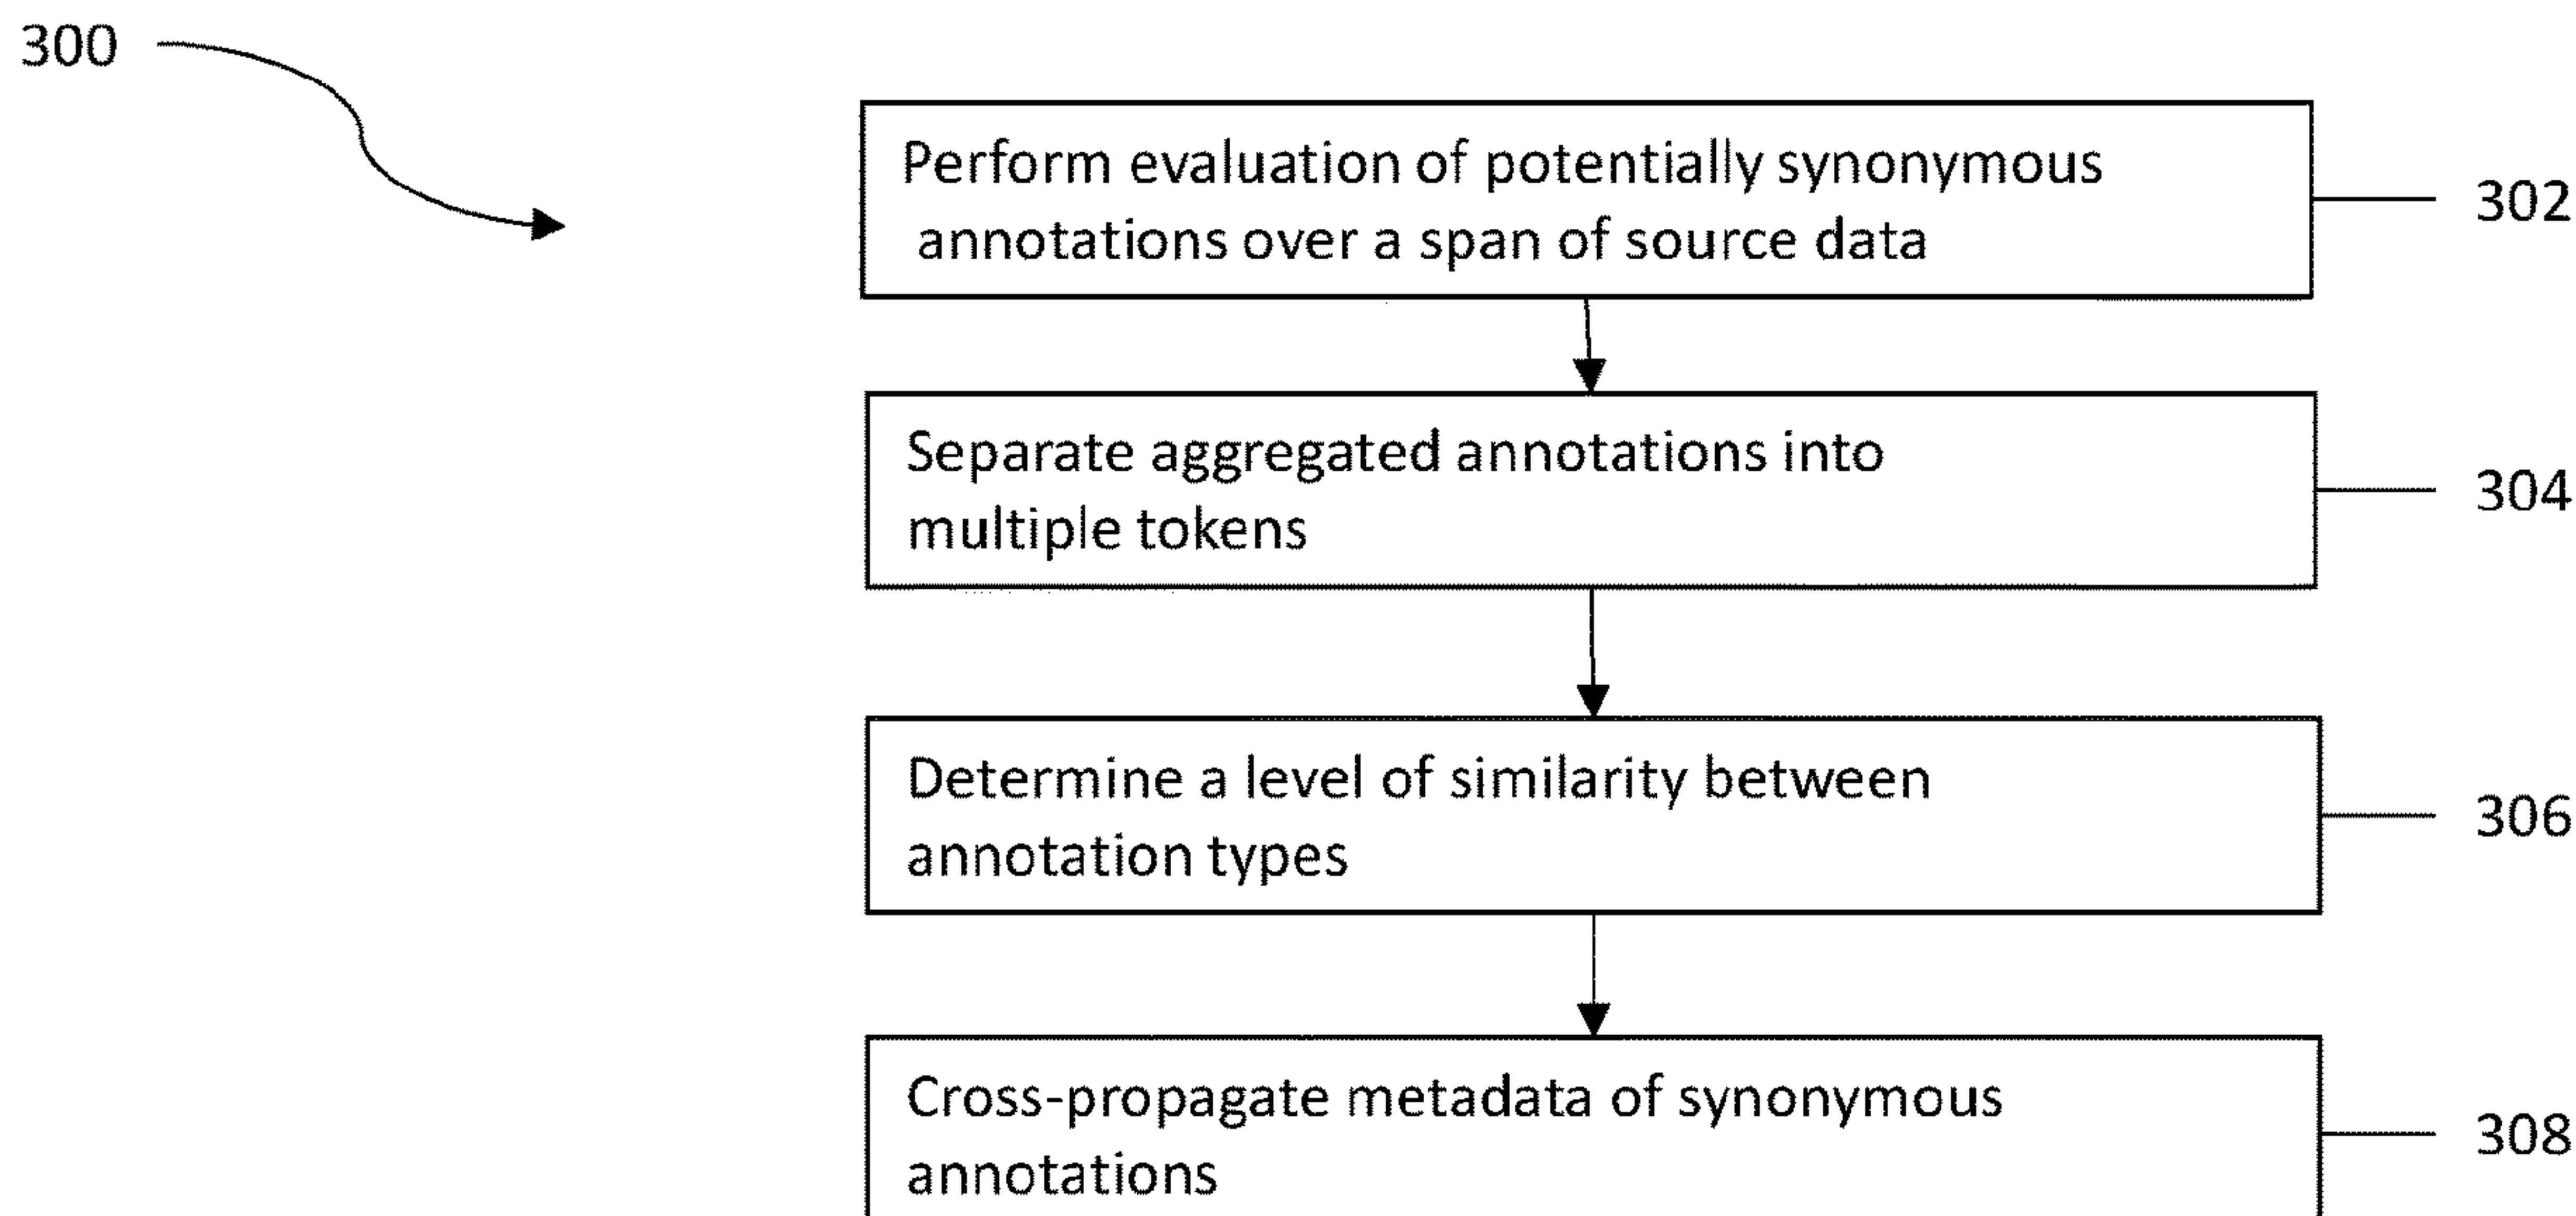 300
Perform evaluation of potentially synonymous
annotations over a span of source data
302
Separate aggregated annotations into
multiple tokens
304
Determine a level of similarity between
annotation types
306
Cross-propagate metadata of synonymous
annotations
308